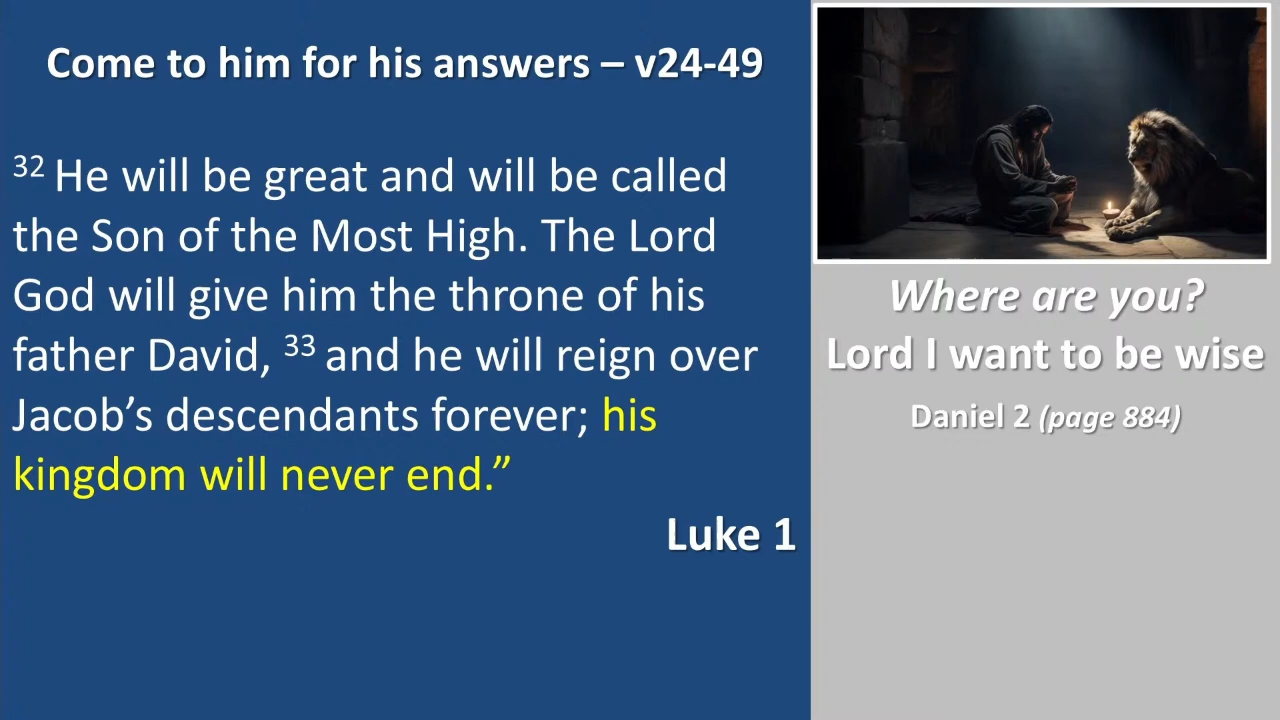 Come to him for his answers – v24-49
32 He will be great and will be called
the Son of the Most High. The Lord
God will give him the throne of his
father David, 33 and he will reign over
Jacob’s descendants forever; his
kingdom will never end.”
Luke 1
Where are you?
Lord I want to be wise
Daniel 2 (page 884)